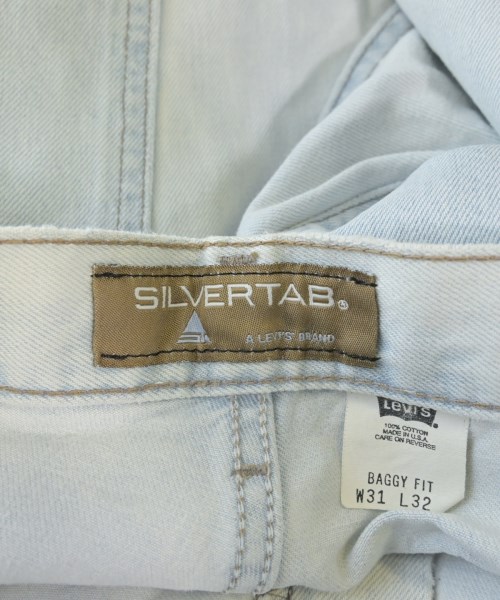 SILVERTAB®
A LEVI'S® BRAND
Levi's
100% COTTON
MADE IN U.S.A.
CARE ON REVERSE
BAGGY FIT
W31 L32